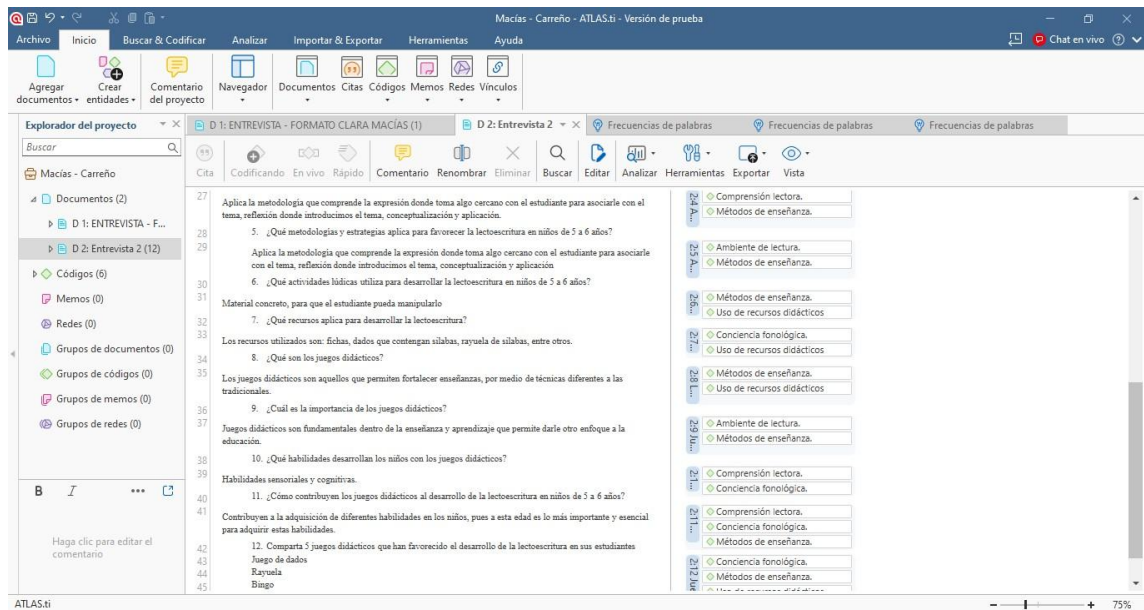 Macías - Carreño - ATLAS.ti - Versión de prueba
Archivo Inicio Buscar & Codificar Analizar Importar & Exportar Herramientas Ayuda
Chat en vivo
Agregar documentos Crear entidades Comentario del proyecto Navegador Documentos Citas Códigos Memos Redes Vínculos
Explorador del proyecto
D 1: ENTREVISTA - FORMATO CLARA MACÍAS (1) D 2: Entrevista 2 Frecuencias de palabras Frecuencias de palabras Frecuencias de palabras
Buscar
Cita Codificando En vivo Rápido Comentario Renombrar Eliminar Buscar Editar Analizar Herramientas Exportar Vista
Macías - Carreño
Documentos (2)
D 1: ENTREVISTA - F...
D 2: Entrevista 2 (12)
Códigos (6)
Memos (0)
Redes (0)
Grupos de documentos (0)
Grupos de códigos (0)
Grupos de memos (0)
Grupos de redes (0)
B I ...
Haga clic para editar el
comentario
27
Aplica la metodología que comprende la expresión donde toma algo cercano con el estudiante para asociarle con el
tema, reflexión donde introducimos el tema, conceptualización y aplicación.
28 5. ¿Qué metodologías y estrategias aplica para favorecer la lectoescritura en niños de 5 a 6 años?
29
Aplica la metodología que comprende la expresión donde toma algo cercano con el estudiante para asociarle
con el tema, reflexión donde introducimos el tema, conceptualización y aplicación
30 6. ¿Qué actividades lúdicas utiliza para desarrollar la lectoescritura en niños de 5 a 6 años?
31
Material concreto, para que el estudiante pueda manipularlo
32 7. ¿Qué recursos aplica para desarrollar la lectoescritura?
33
Los recursos utilizados son: fichas, dados que contengan silabas, rayuela de silabas, entre otros.
34 8. ¿Qué son los juegos didácticos?
35
Los juegos didácticos son aquellos que permiten fortalecer enseñanzas, por medio de técnicas diferentes a las
tradicionales.
36 9. ¿Cuál es la importancia de los juegos didácticos?
37
Juegos didácticos son fundamentales dentro de la enseñanza y aprendizaje que permite darle otro enfoque a la
educación.
38 10. ¿Qué habilidades desarrollan los niños con los juegos didácticos?
39
Habilidades sensoriales y cognitivas.
40 11. ¿Cómo contribuyen los juegos didácticos al desarrollo de la lectoescritura en niños de 5 a 6 años?
41
Contribuyen a la adquisición de diferentes habilidades en los niños, pues a esta edad es lo más importante y esencial
para adquirir estas habilidades.
42 12. Comparta 5 juegos didácticos que han favorecido el desarrollo de la lectoescritura en sus estudiantes
43 Juego de dados
44 Rayuela
45 Bingo
2:4 A...
Comprensión lectora.
Métodos de enseñanza.
2:5 A...
Ambiente de lectura.
Métodos de enseñanza.
2:6...
Métodos de enseñanza.
Uso de recursos didácticos
2:7...
Conciencia fonológica.
Uso de recursos didácticos
2:8 L...
Métodos de enseñanza.
Uso de recursos didácticos
2:9 Ju...
Ambiente de lectura.
Métodos de enseñanza.
2:1...
Comprensión lectora.
Conciencia fonológica.
2:11...
Comprensión lectora.
Conciencia fonológica.
Métodos de enseñanza.
2:12 Jue
Conciencia fonológica.
Métodos de enseñanza.
ATLAS.ti
75%